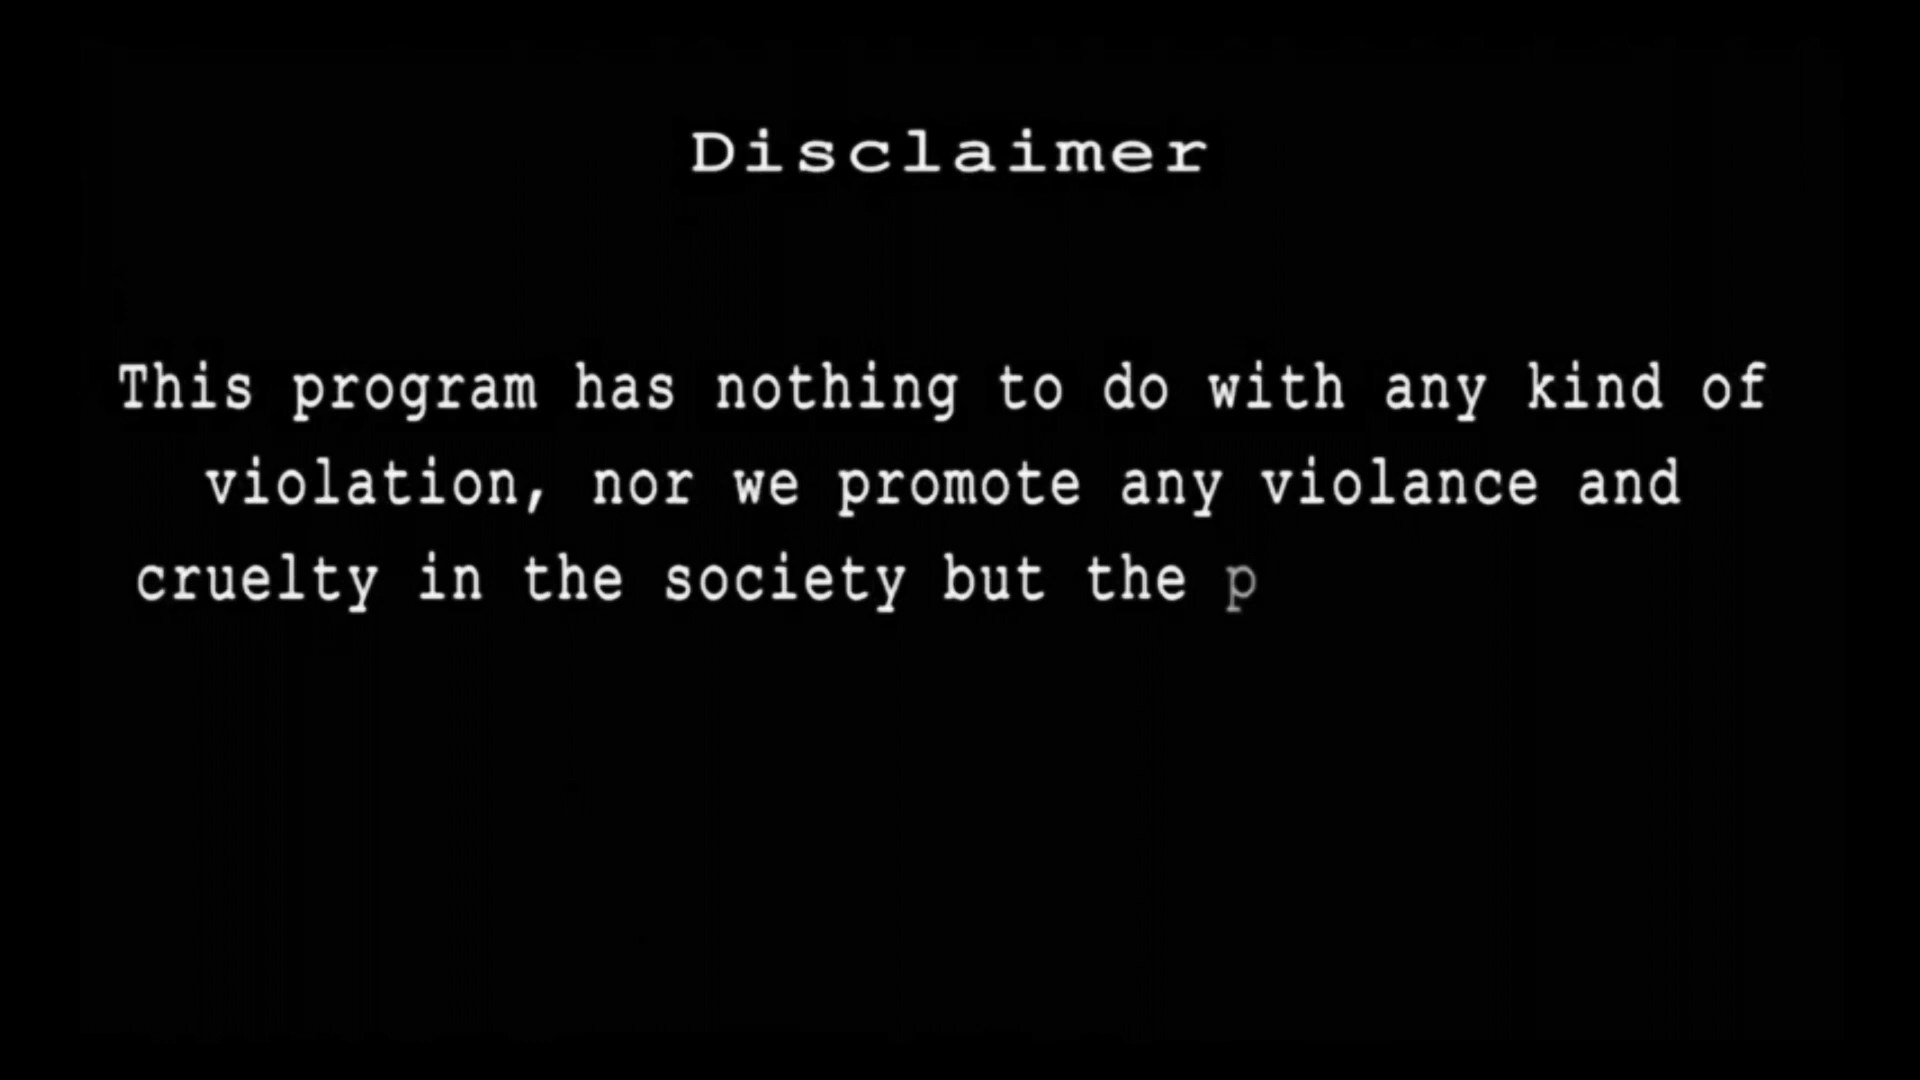 Disclaimer
This program has nothing to do with any kind of
violation, nor we promote any violance and
cruelty in the society but the p